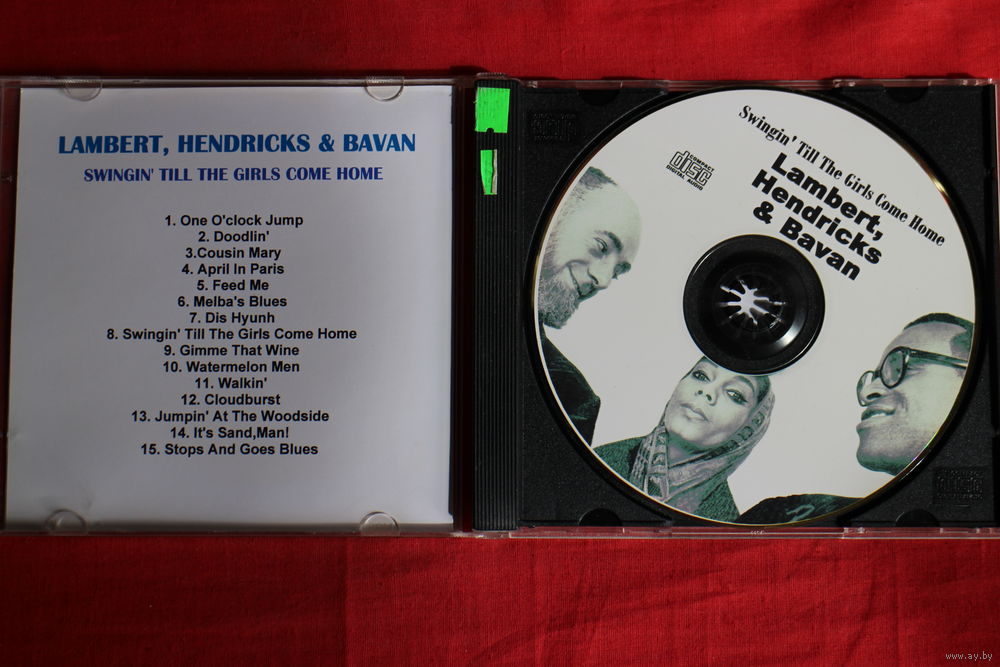 LAMBERT, HENDRICKS & BAVAN
SWINGIN' TILL THE GIRLS COME HOME
1. One O'clock Jump
2. Doodlin'
3.Cousin Mary
4. April In Paris
5. Feed Me
6. Melba's Blues
7. Dis Hyunh
8. Swingin' Till The Girls Come Home
9. Gimme That Wine
10. Watermelon Men
11. Walkin'
12. Cloudburst
13. Jumpin' At The Woodside
14. It's Sand,Man!
15. Stops And Goes Blues
Swingin' Till The Girls Come Home
Lambert,
Hendricks
& Bavan
COMPACT
disc
DIGITAL AUDIO
www.ay.by